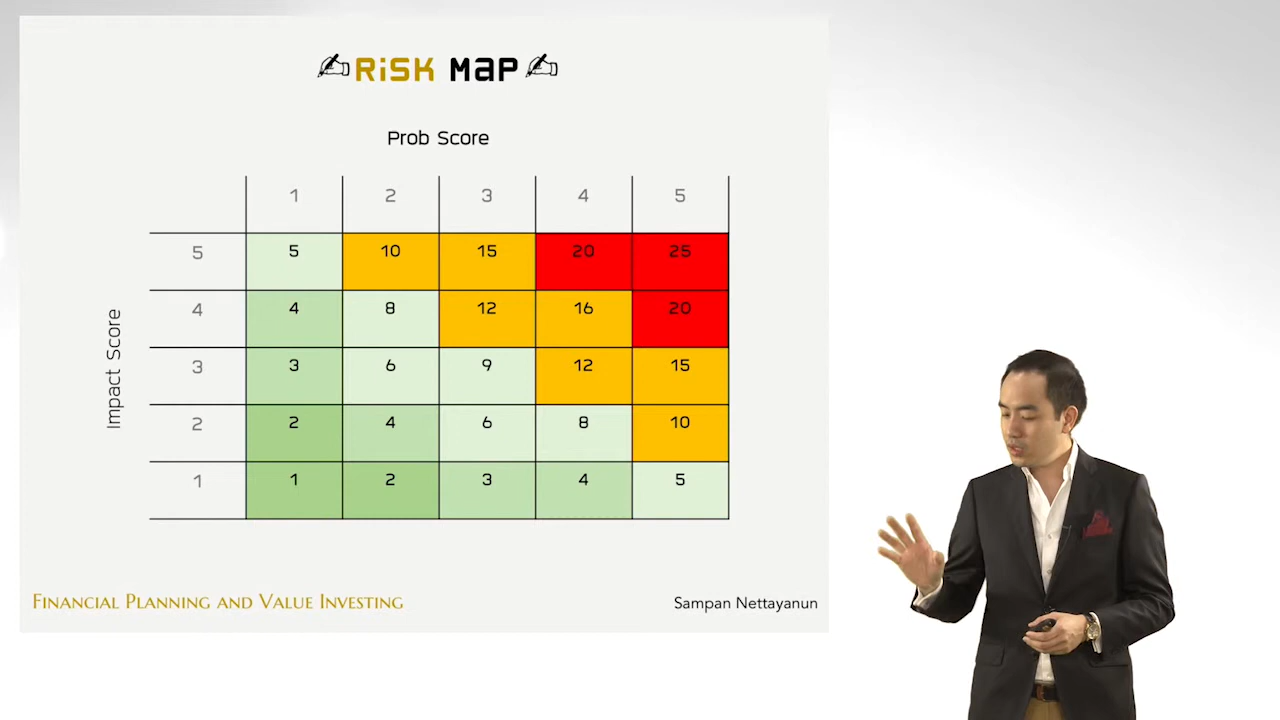 RiSK MaP
Prob Score
1 2 3 4 5
5 5 10 15 20 25
4 4 8 12 16 20
Impact Score
3 3 6 9 12 15
2 2 4 6 8 10
1 1 2 3 4 5
Financial Planning and Value Investing
Sampan Nettayanun